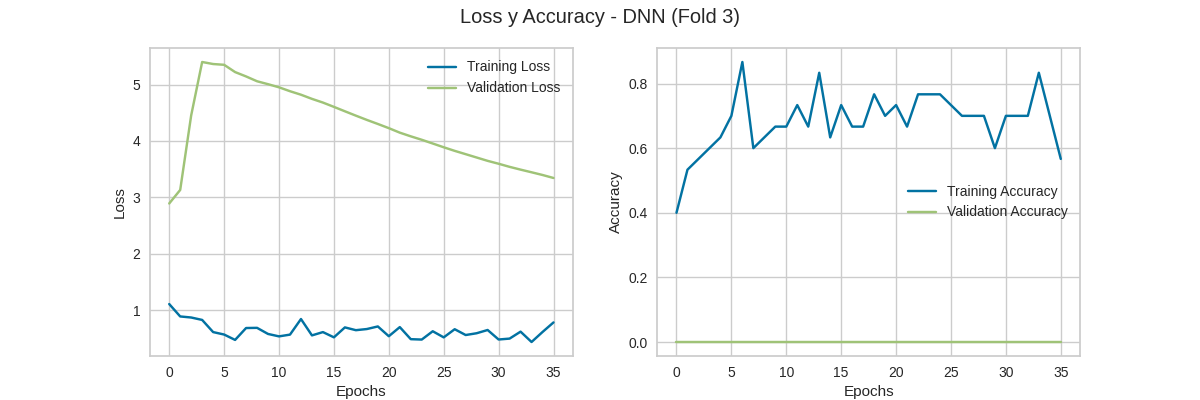 Loss y Accuracy - DNN (Fold 3)
Training Loss
Validation Loss
5
4
3
2
1
0 5 10 15 20 25 30 35
Loss
Epochs
Training Accuracy
Validation Accuracy
0.8
0.6
0.4
0.2
0.0
0 5 10 15 20 25 30 35
Accuracy
Epochs